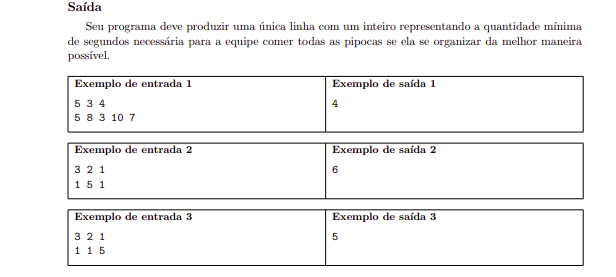 Saída
Seu programa deve produzir uma única linha com um inteiro representando a quantidade mínima
de segundos necessária para a equipe comer todas as pipocas se ela se organizar da melhor maneira
possível.
Exemplo de entrada 1
Exemplo de saída 1
5 3 4
5 8 3 10 7
4
Exemplo de entrada 2
Exemplo de saída 2
3 2 1
1 5 1
6
Exemplo de entrada 3
Exemplo de saída 3
3 2 1
1 1 5
5